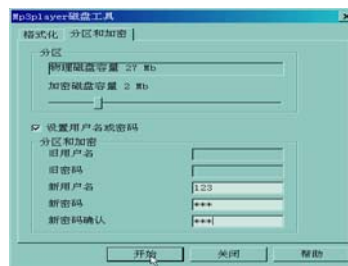 Mp3player磁盘工具
格式化 分区和加密
分区
物理磁盘容量 27 Mb
加密磁盘容量 2 Mb
设置用户名或密码
分区和加密
旧用户名
旧密码
新用户名 123
新密码 ***
新密码确认 ***
开始 关闭 帮助